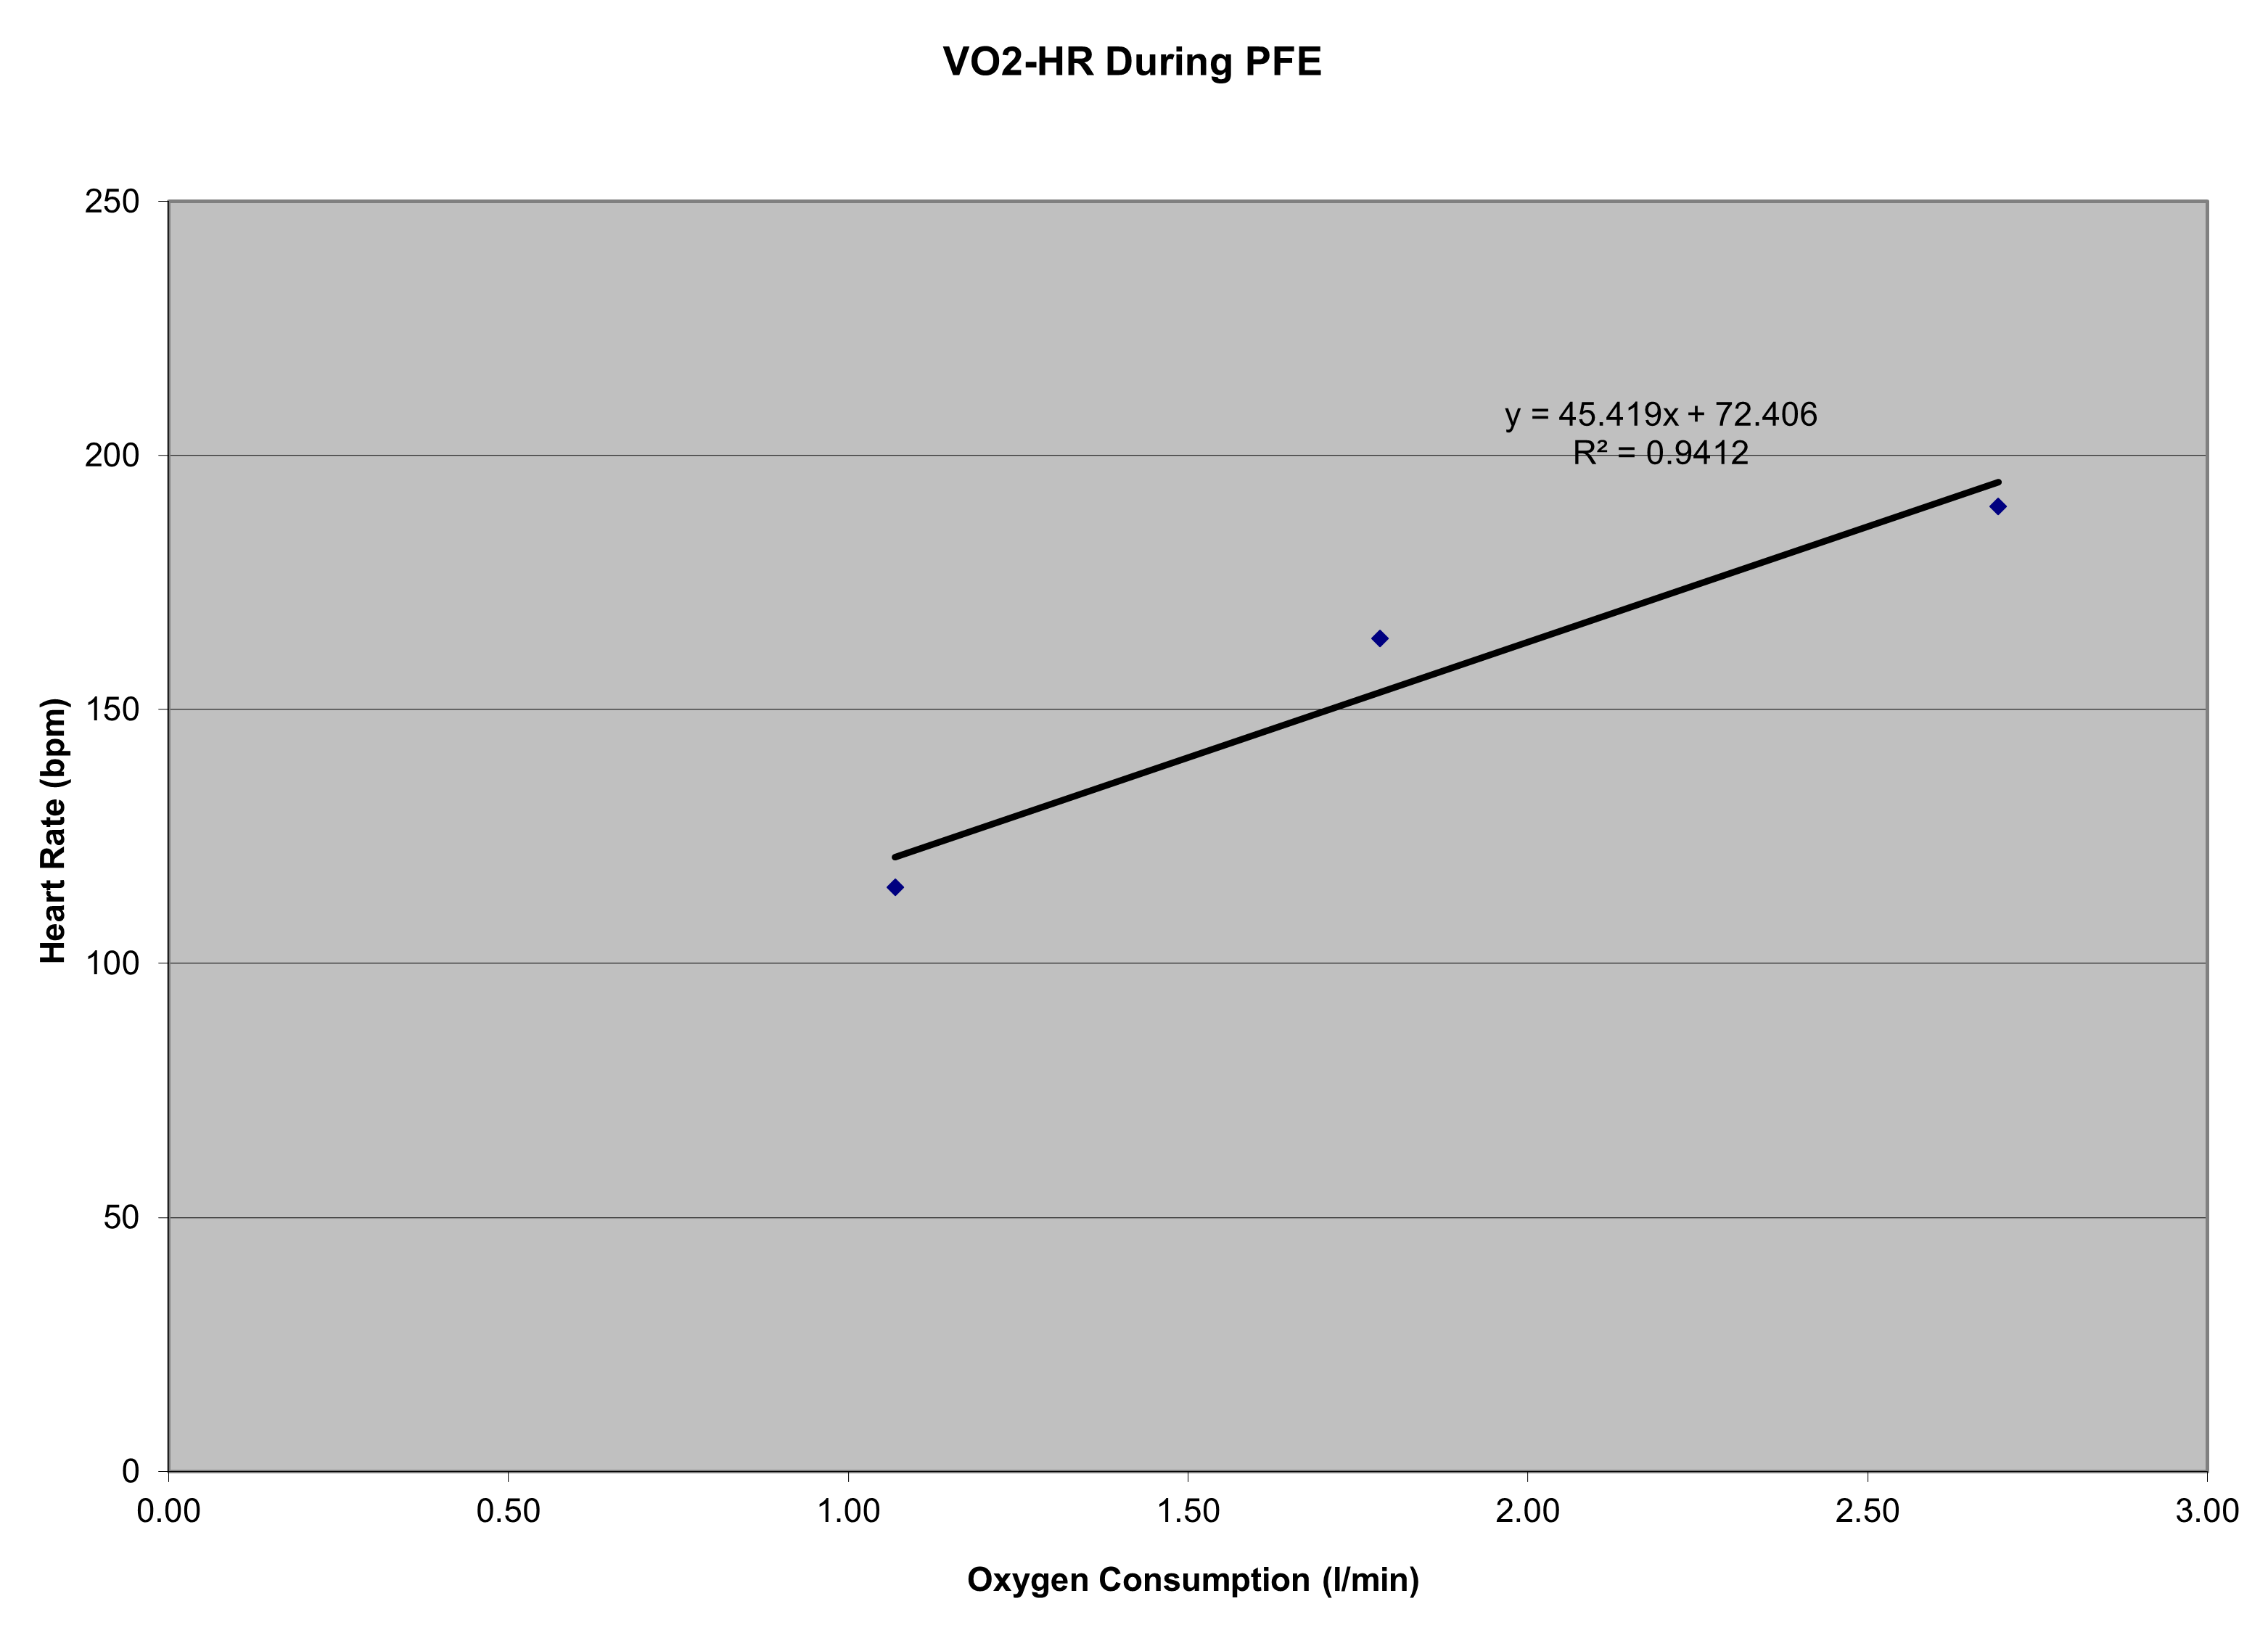 VO2-HR During PFE
250
200
150
100
50
0
y = 45.419x + 72.406
R² = 0.9412
Heart Rate (bpm)
0.00 0.50 1.00 1.50 2.00 2.50 3.00
Oxygen Consumption (l/min)